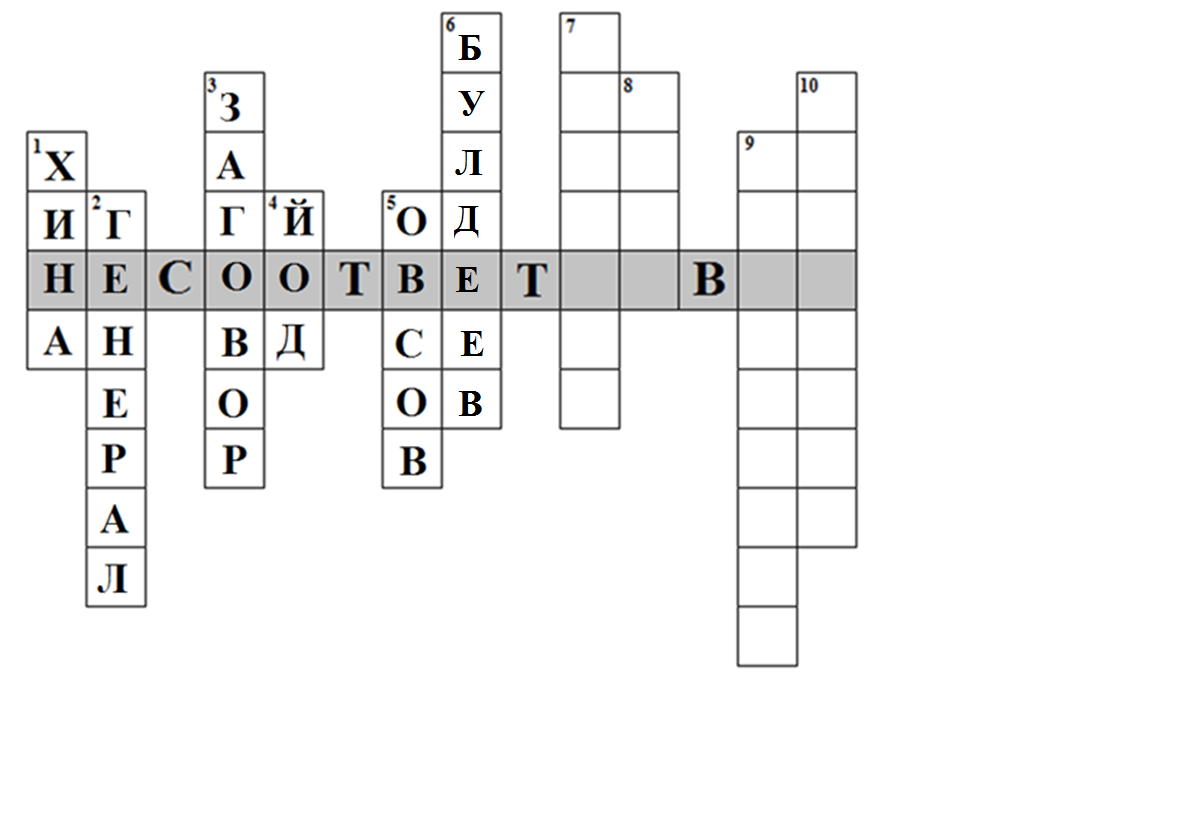 6 Б 7
3 З У 8 10
1 Х А Л 9
И 2 Г Г 4 Й 5 О Д
Н Е С О О Т В Е Т В
А Н В Д С Е
Е О О В
Р Р В
А
Л